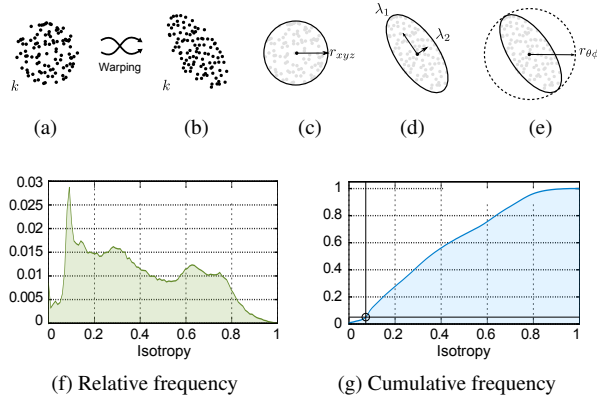 k
Warping
k
r_xyz
λ1
λ2
r_θϕ
(a)
(b)
(c)
(d)
(e)
0.03
0.025
0.02
0.015
0.01
0.005
0
0.2 0.4 0.6 0.8 1
Isotropy
1
0.8
0.6
0.4
0.2
0
0.2 0.4 0.6 0.8 1
Isotropy
(f) Relative frequency
(g) Cumulative frequency